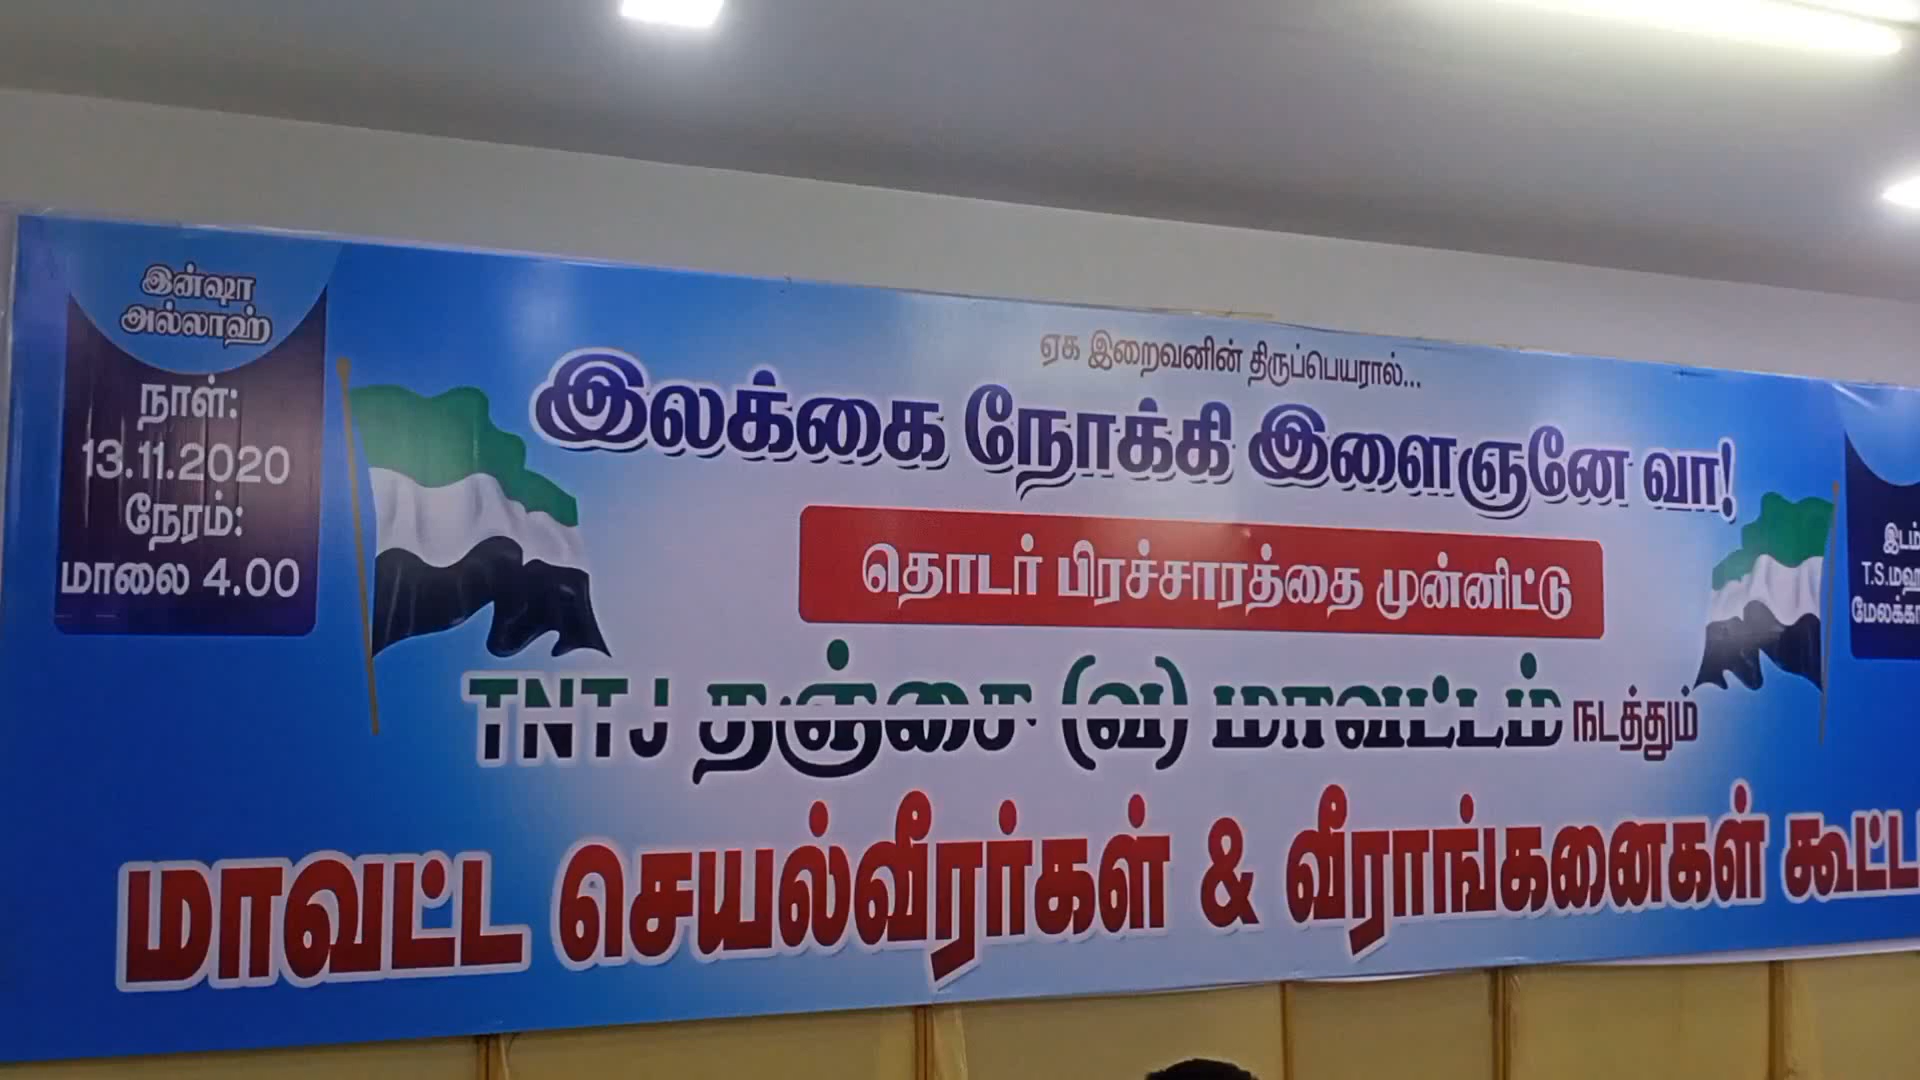 இன்ஷா
அல்லாஹ்
நாள்:
13.11.2020
நேரம்:
மாலை 4.00
ஏக இறைவனின் திருப்பெயரால்...
இலக்கை நோக்கி இளைஞனே வா!
தொடர் பிரச்சாரத்தை முன்னிட்டு
TNTJ தஞ்சை (வ) மாவட்டம் நடத்தும்
மாவட்ட செயல்வீரர்கள் & வீராங்கனைகள்
T.S.